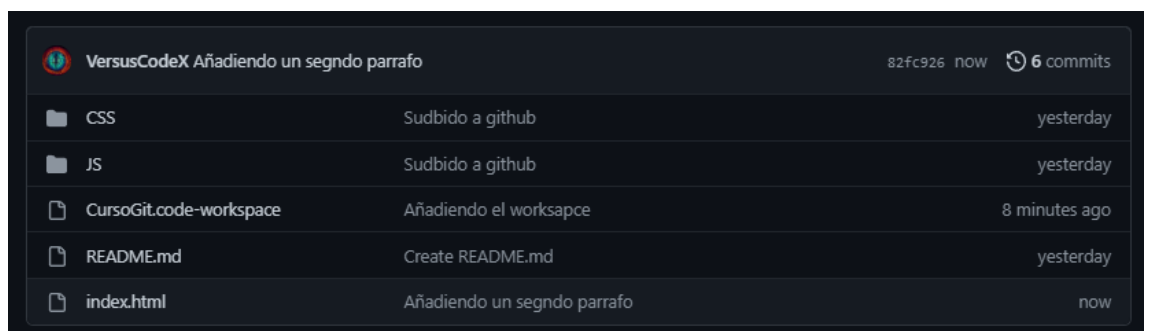 VersusCodeX Añadiendo un segndo parrafo 82fc926 now 6 commits
CSS Sudbido a github yesterday
JS Sudbido a github yesterday
CursoGit.code-workspace Añadiendo el worksapce 8 minutes ago
README.md Create README.md yesterday
index.html Añadiendo un segndo parrafo now